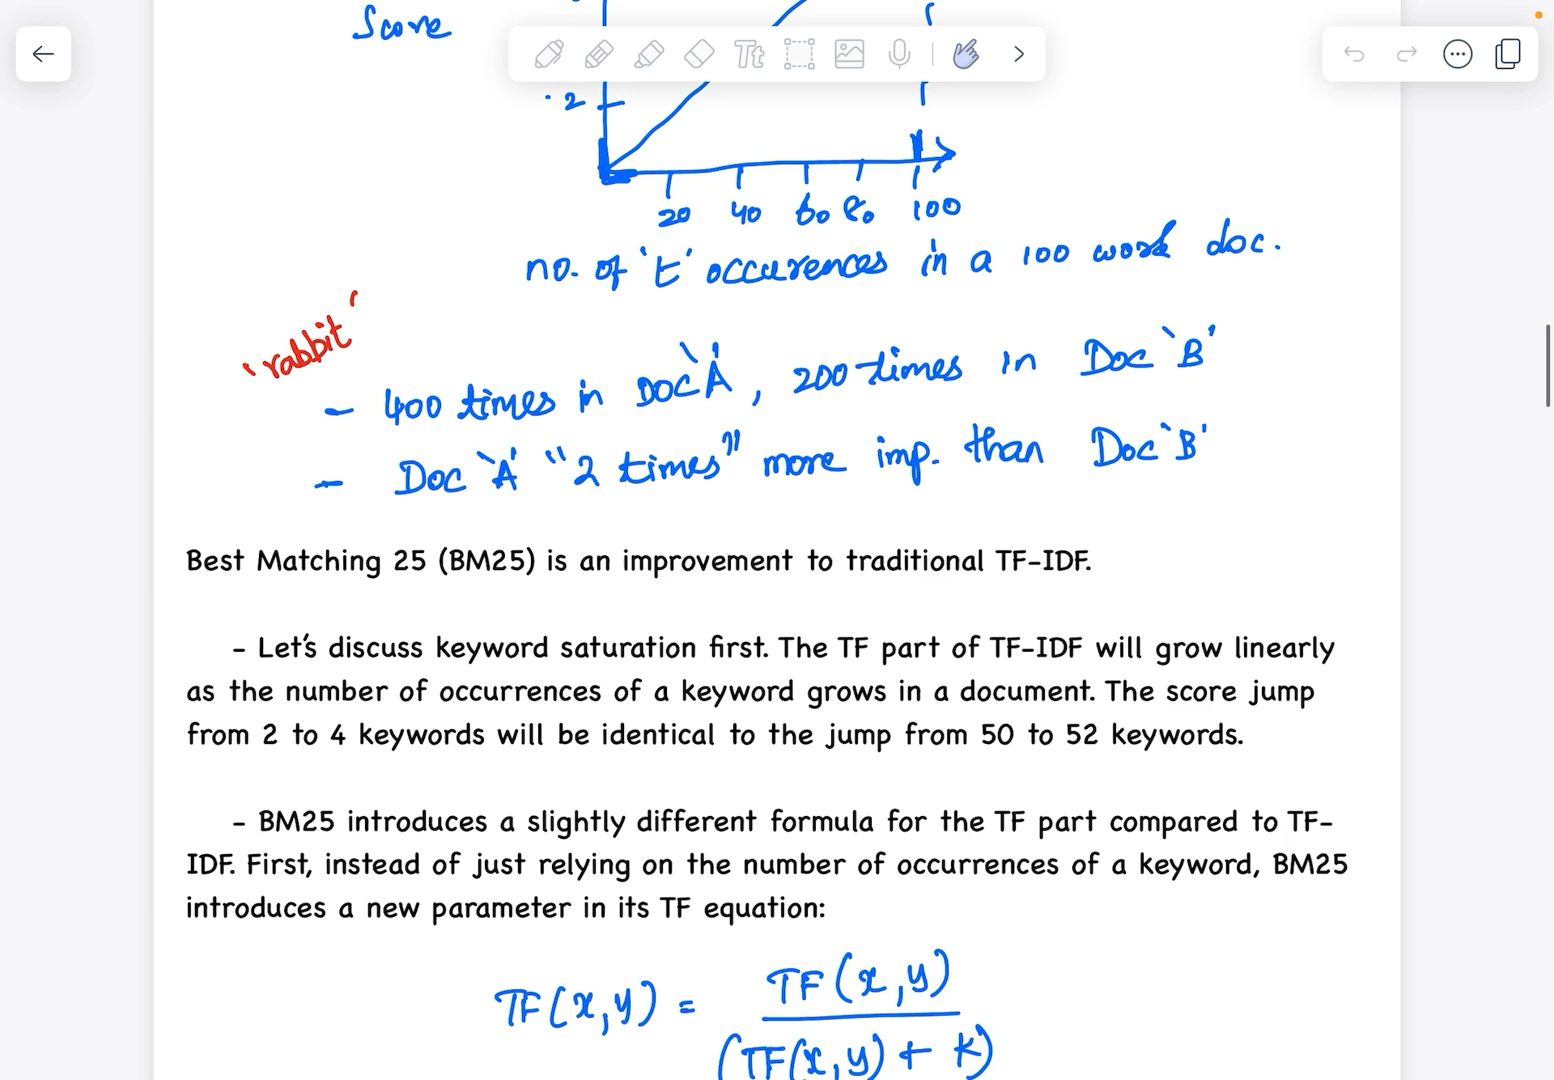 Score
Tt
. 2
20 40 60 80 100
no. of 't' occurences in a 100 word doc.
'rabbit'
- 400 times in Doc 'A', 200 times in Doc 'B'
- Doc 'A' "2 times" more imp. than Doc 'B'
Best Matching 25 (BM25) is an improvement to traditional TF-IDF.
- Let's discuss keyword saturation first. The TF part of TF-IDF will grow linearly
as the number of occurrences of a keyword grows in a document. The score jump
from 2 to 4 keywords will be identical to the jump from 50 to 52 keywords.
- BM25 introduces a slightly different formula for the TF part compared to TF-
IDF. First, instead of just relying on the number of occurrences of a keyword, BM25
introduces a new parameter in its TF equation:
TF(x,y) = TF(x,y)
(TF(x,y) + K)